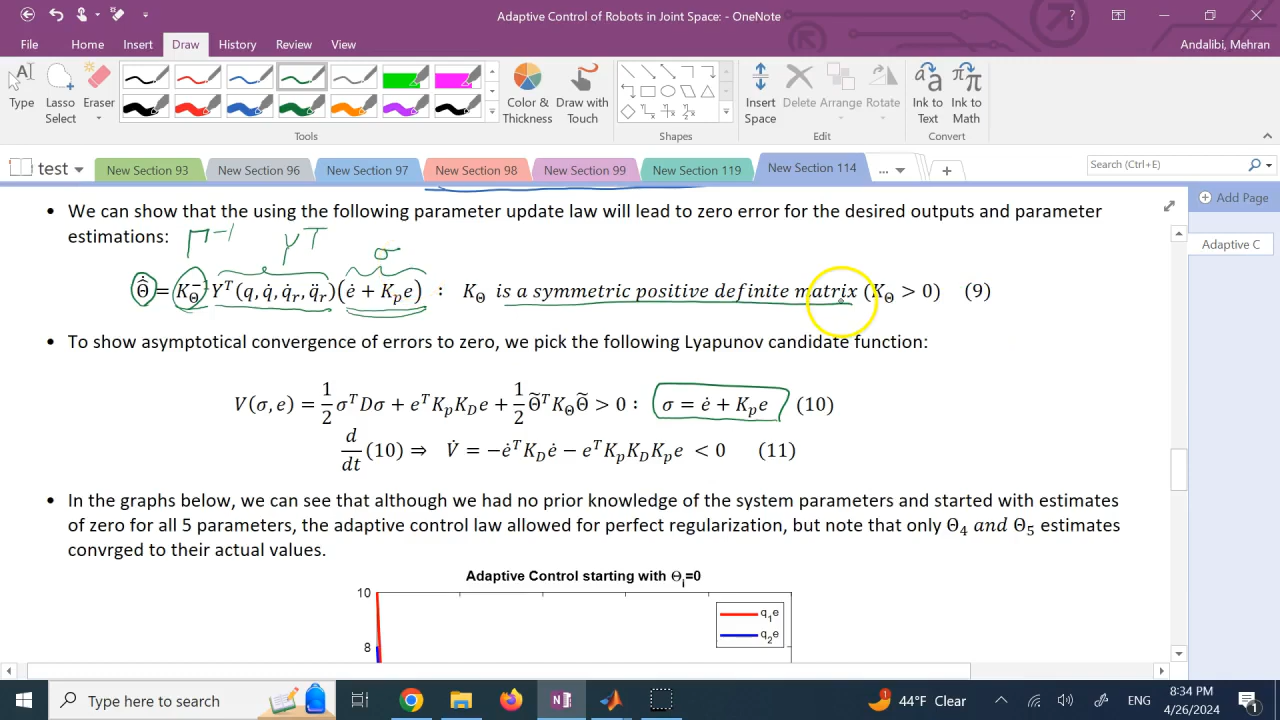 Adaptive Control of Robots in Joint Space: - OneNote
File Home Insert Draw History Review View
Andalibi, Mehran
Type Lasso Select Eraser
Color & Thickness Draw with Touch
Insert Space Delete Arrange Rotate
Ink to Text Ink to Math
Tools Shapes Edit Convert
test New Section 93 New Section 96 New Section 97 New Section 98 New Section 99 New Section 119 New Section 114 ...
Search (Ctrl+E)
Add Page
Adaptive C
• We can show that the using the following parameter update law will lead to zero error for the desired outputs and parameter
estimations:
Γ⁻¹ YT σ
Θ̂̇ = K_Θ⁻¹ Yᵀ(q, q̇, q̇_r, q̈_r)(ė + K_p e) : K_Θ is a symmetric positive definite matrix (K_Θ > 0) (9)
• To show asymptotical convergence of errors to zero, we pick the following Lyapunov candidate function:
V(σ, e) = 1/2 σᵀDσ + eᵀK_pK_De + 1/2 Θ̃ᵀK_ΘΘ̃ > 0 : σ = ė + K_pe (10)
d/dt (10) ⇒ V̇ = −ėᵀK_Dė − eᵀK_pK_DK_pe < 0 (11)
• In the graphs below, we can see that although we had no prior knowledge of the system parameters and started with estimates
of zero for all 5 parameters, the adaptive control law allowed for perfect regularization, but note that only Θ₄ and Θ₅ estimates
convrged to their actual values.
Adaptive Control starting with Θ_i=0
10
q₁e
q₂e
8
Type here to search
44°F Clear
ENG
8:34 PM
4/26/2024
1